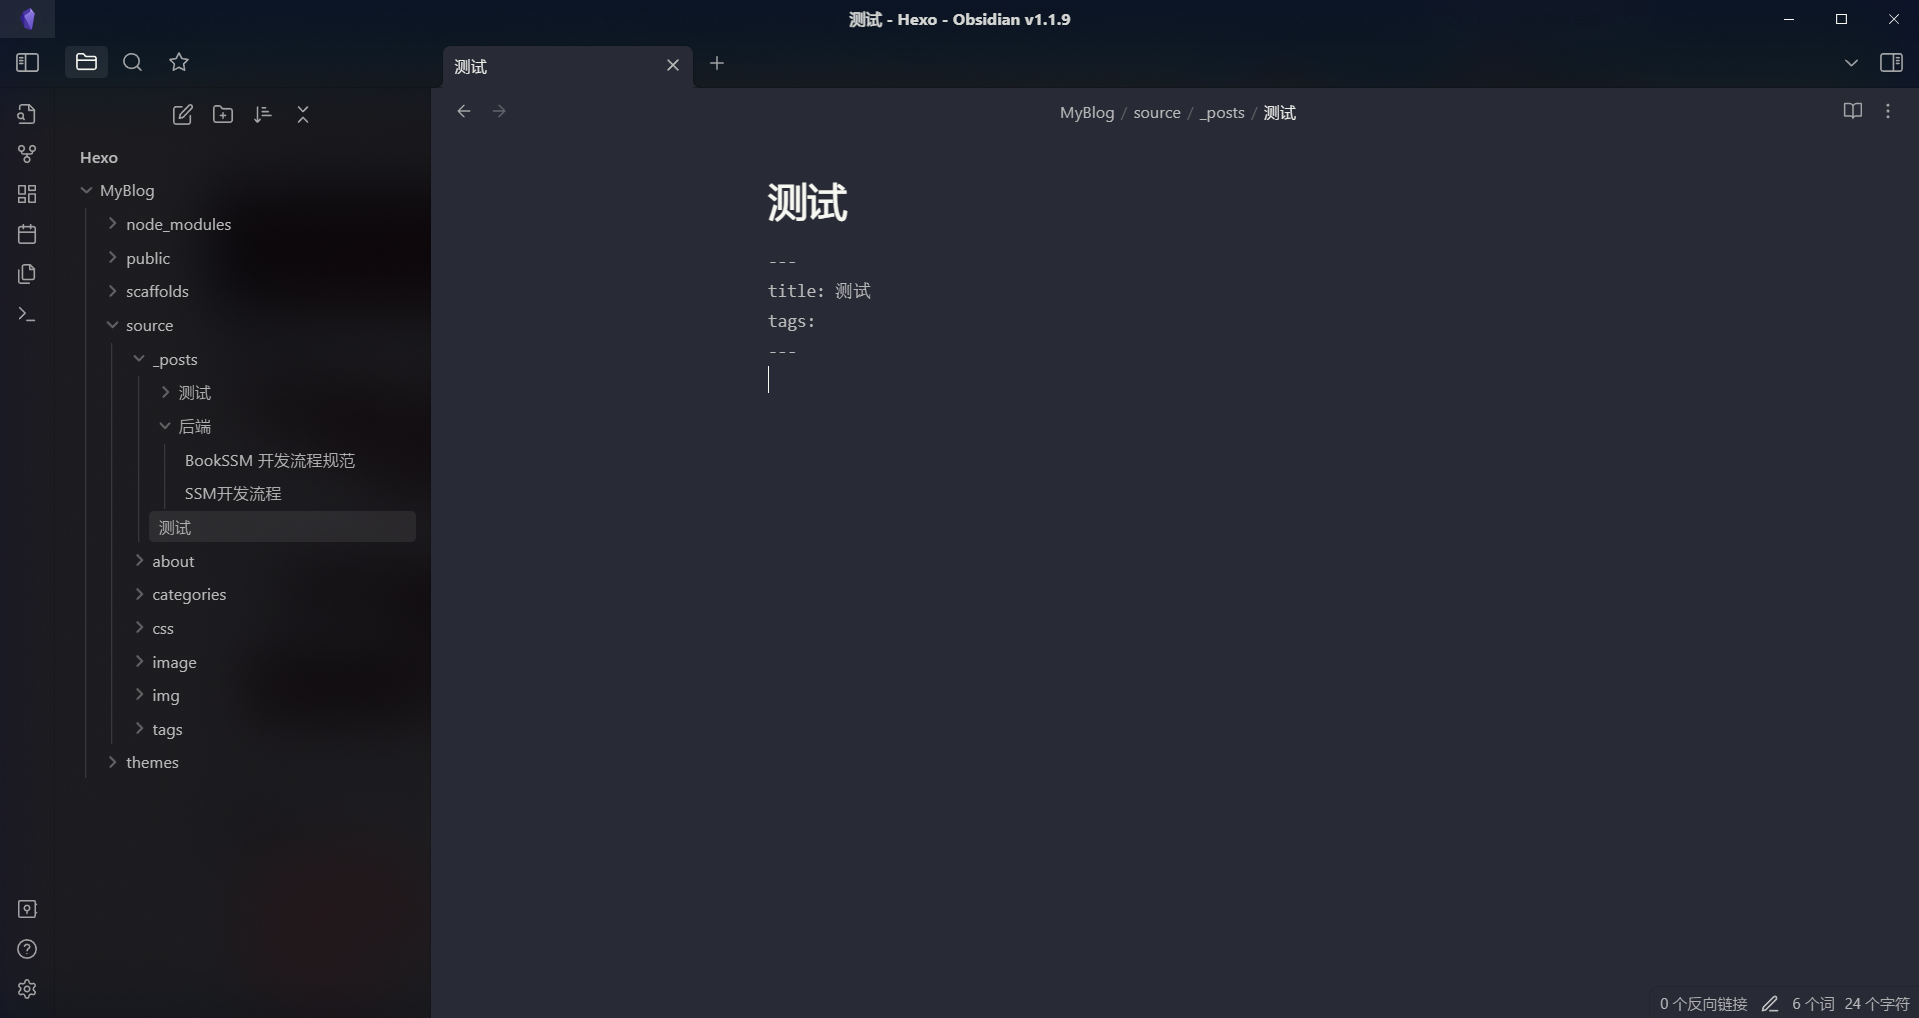 测试 - Hexo - Obsidian v1.1.9
测试
MyBlog / source / _posts / 测试
Hexo
MyBlog
node_modules
public
scaffolds
source
_posts
测试
后端
BookSSM 开发流程规范
SSM开发流程
测试
about
categories
css
image
img
tags
themes
测试
---
title: 测试
tags:
---
0 个反向链接 6 个词 24 个字符